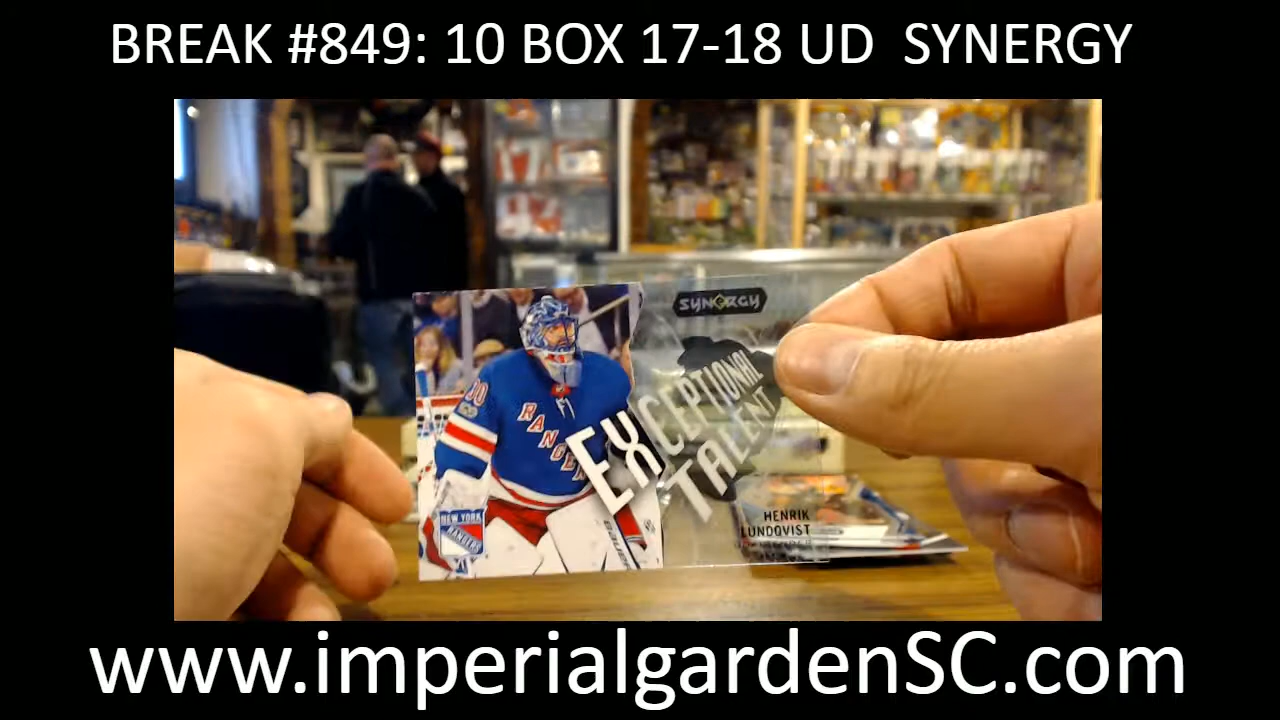 BREAK #849: 10 BOX 17-18 UD SYNERGY
SYNERGY
EXCEPTIONAL
TALENT
RANGERS
NEW YORK
RANGERS
HENRIK
LUNDQVIST
www.imperialgardenSC.com